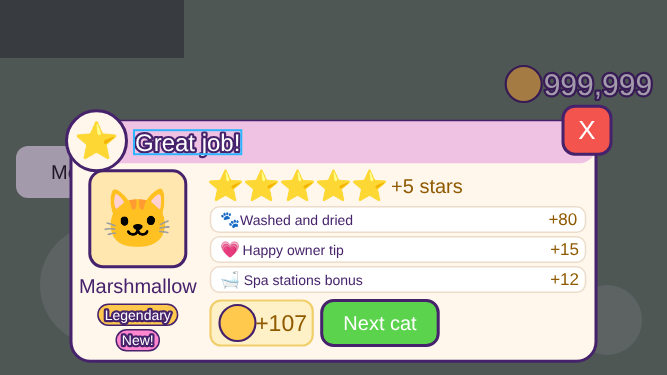 999,999
Great job!
X
M
+5 stars
Washed and dried +80
Happy owner tip +15
Spa stations bonus +12
Marshmallow
Legendary
New!
+107
Next cat